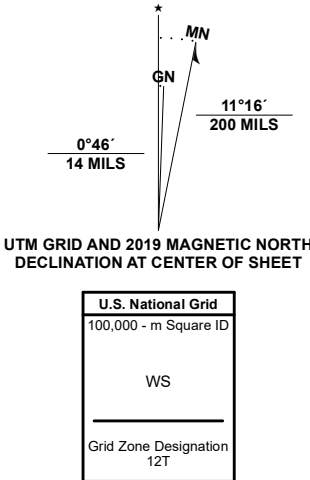 ★
MN
GN
11°16´
200 MILS
0°46´
14 MILS
UTM GRID AND 2019 MAGNETIC NORTH
DECLINATION AT CENTER OF SHEET
U.S. National Grid
100,000 - m Square ID
WS
Grid Zone Designation
12T